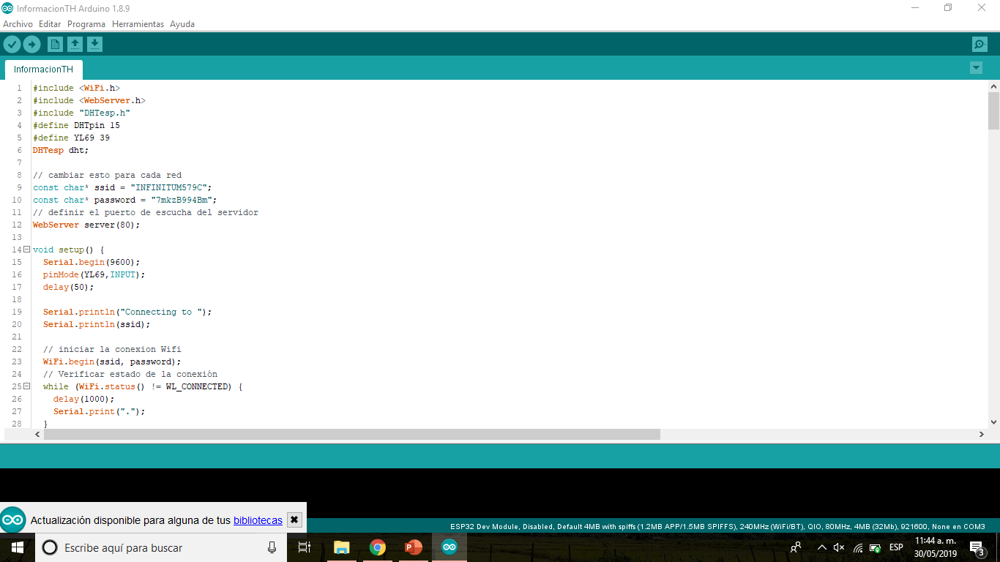 InformacionTH Arduino 1.8.9
Archivo Editar Programa Herramientas Ayuda
InformacionTH
1 #include <WiFi.h>
2 #include <WebServer.h>
3 #include "DHTesp.h"
4 #define DHTpin 15
5 #define YL69 39
6 DHTesp dht;
7
8 // cambiar esto para cada red
9 const char* ssid = "INFINITUM579C";
10 const char* password = "7mkzB994Bm";
11 // definir el puerto de escucha del servidor
12 WebServer server(80);
13
14 void setup() {
15   Serial.begin(9600);
16   pinMode(YL69,INPUT);
17   delay(50);
18
19   Serial.println("Connecting to ");
20   Serial.println(ssid);
21
22   // iniciar la conexion Wifi
23   WiFi.begin(ssid, password);
24   // Verificar estado de la conexión
25   while (WiFi.status() != WL_CONNECTED) {
26     delay(1000);
27     Serial.print(".");
28   }
Actualización disponible para alguna de tus bibliotecas
ESP32 Dev Module, Disabled, Default 4MB with spiffs (1.2MB APP/1.5MB SPIFFS), 240MHz (WiFi/BT), QIO, 80MHz, 4MB (32Mb), 921600, None en COM3
Escribe aquí para buscar
ESP
11:44 a. m.
30/05/2019
3